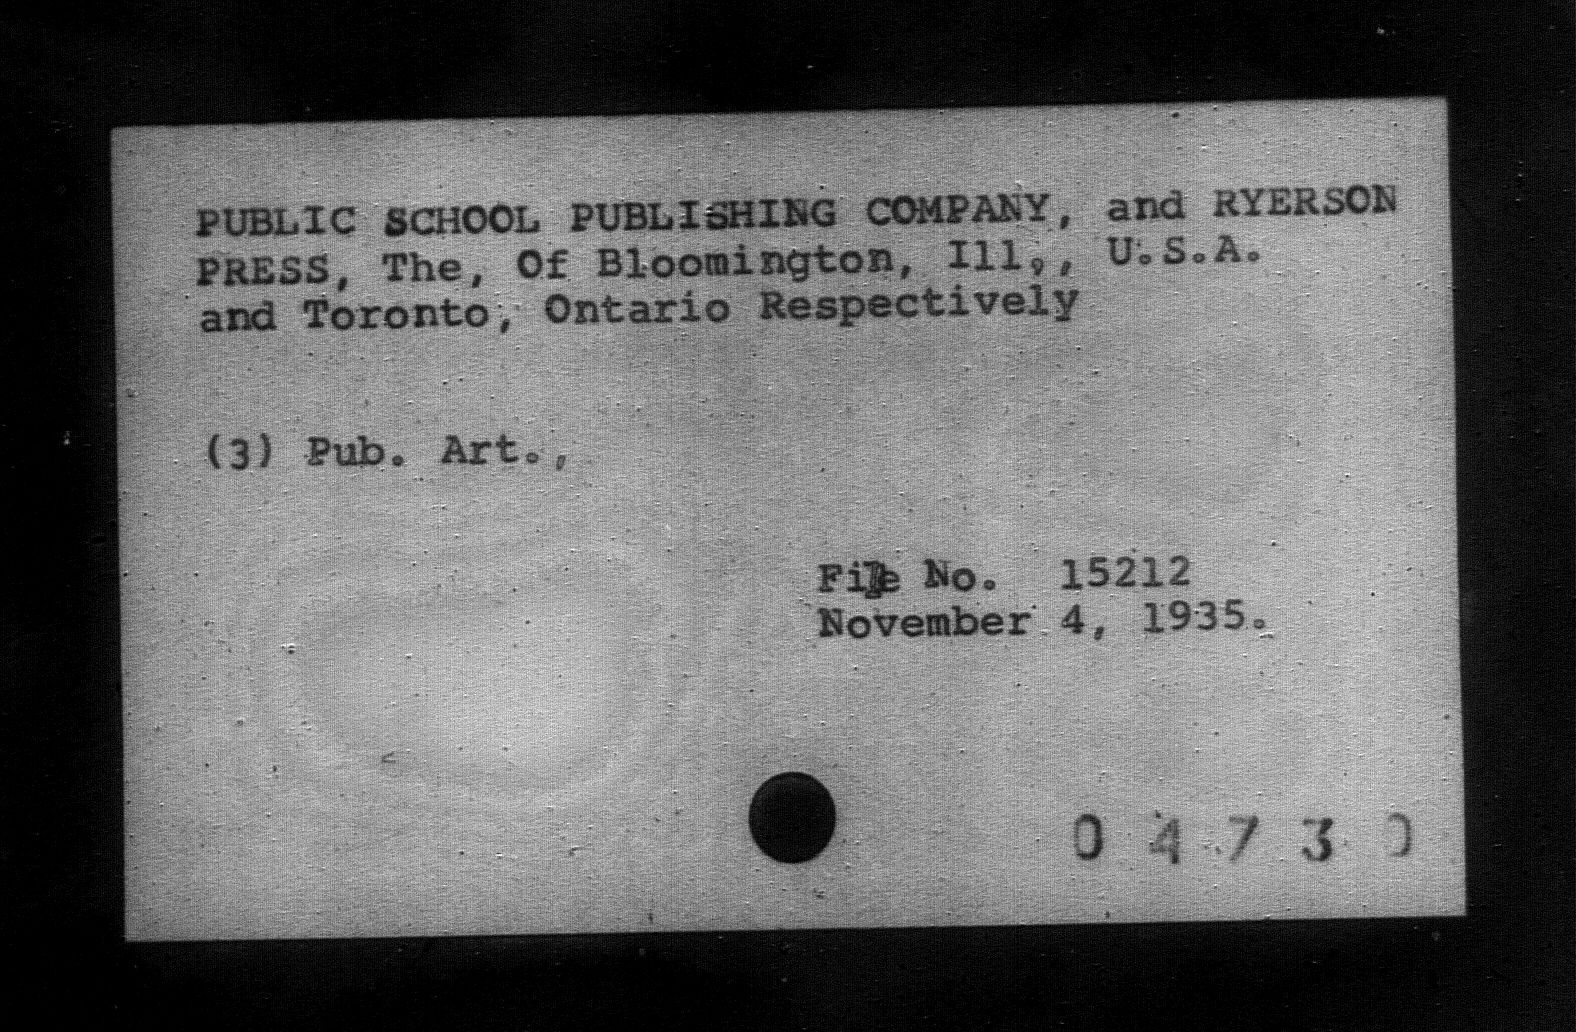 PUBLIC SCHOOL PUBLISHING COMPANY, and RYERSON
PRESS, The, Of Bloomington, Ill,, U.S.A.
and Toronto, Ontario Respectively
(3) Pub. Art.,
File No. 15212
November 4, 1935.
0 4 7 3 0